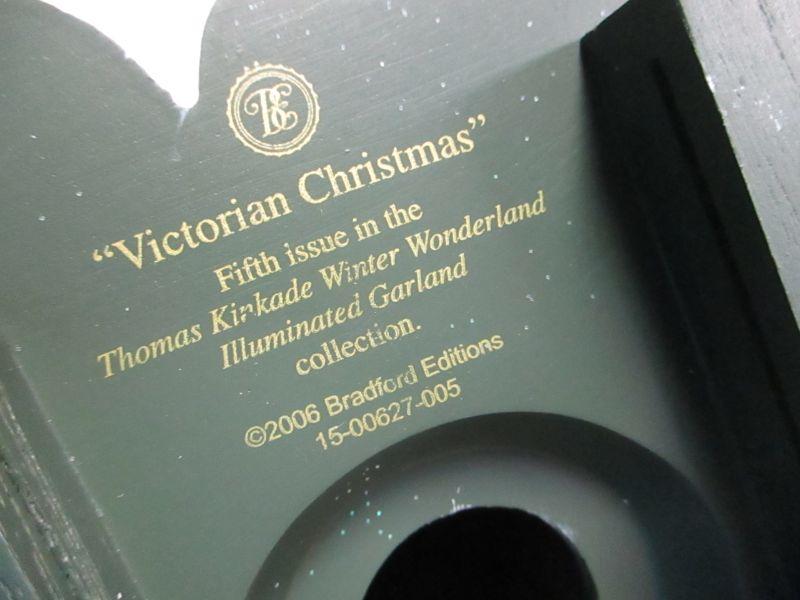 BE
“Victorian Christmas”
Fifth issue in the
Thomas Kinkade Winter Wonderland
Illuminated Garland
collection.
©2006 Bradford Editions
15-00627-005